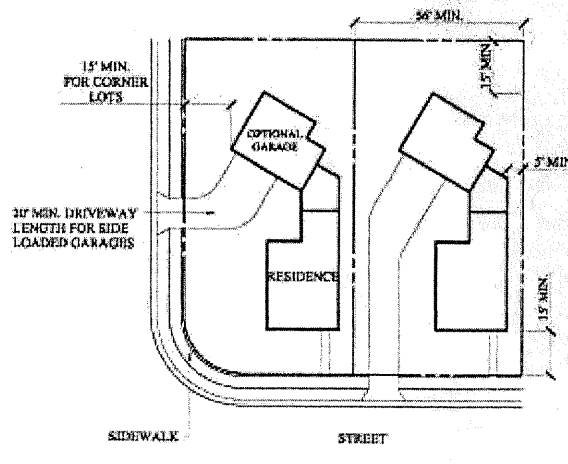 56' MIN.
15' MIN.
FOR CORNER
LOTS
15' MIN.
OPTIONAL
GARAGE
5' MIN.
20' MIN. DRIVEWAY
LENGTH FOR SIDE
LOADED GARAGES
RESIDENCE
15' MIN.
SIDEWALK
STREET